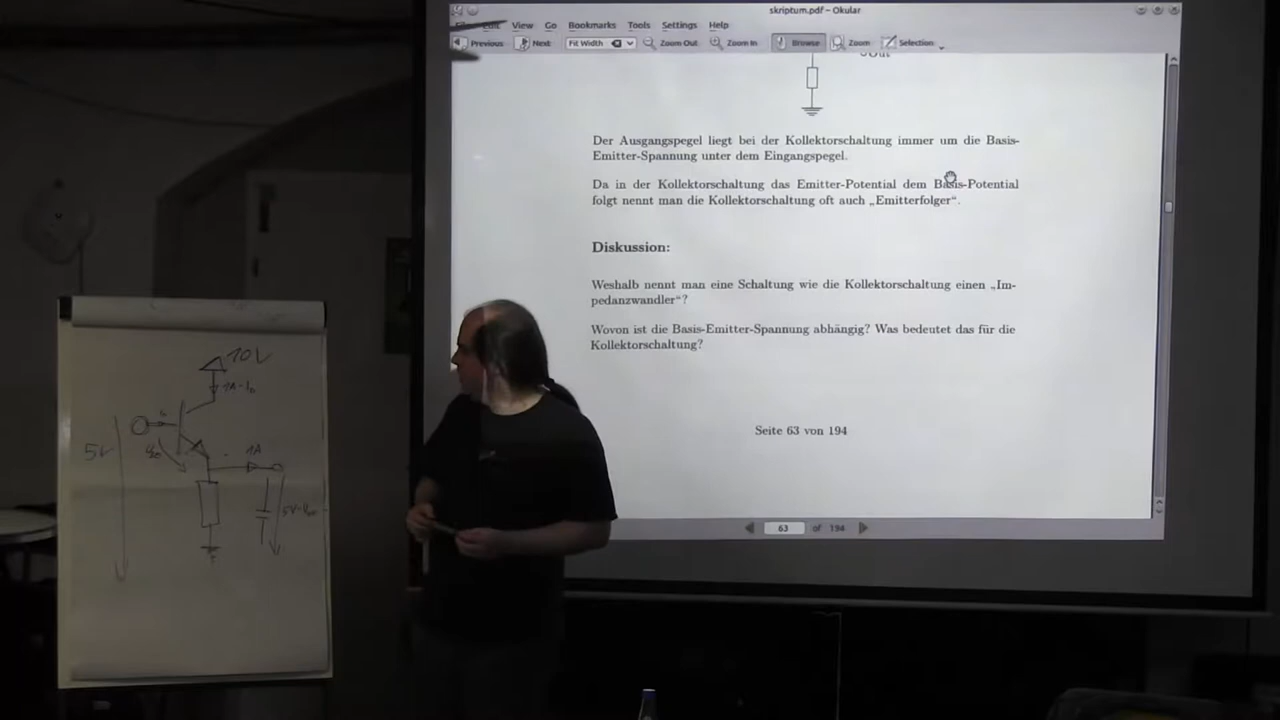 skriptum.pdf – Okular
View Go Bookmarks Tools Settings Help
Previous Next Fit Width Zoom Out Zoom In Browse Zoom Selection
Der Ausgangspegel liegt bei der Kollektorschaltung immer um die Basis-
Emitter-Spannung unter dem Eingangspegel.
Da in der Kollektorschaltung das Emitter-Potential dem Basis-Potential
folgt nennt man die Kollektorschaltung oft auch „Emitterfolger“.
Diskussion:
Weshalb nennt man eine Schaltung wie die Kollektorschaltung einen „Im-
pedanzwandler“?
Wovon ist die Basis-Emitter-Spannung abhängig? Was bedeutet das für die
Kollektorschaltung?
Seite 63 von 194
63 of 194
10V
5V
1A